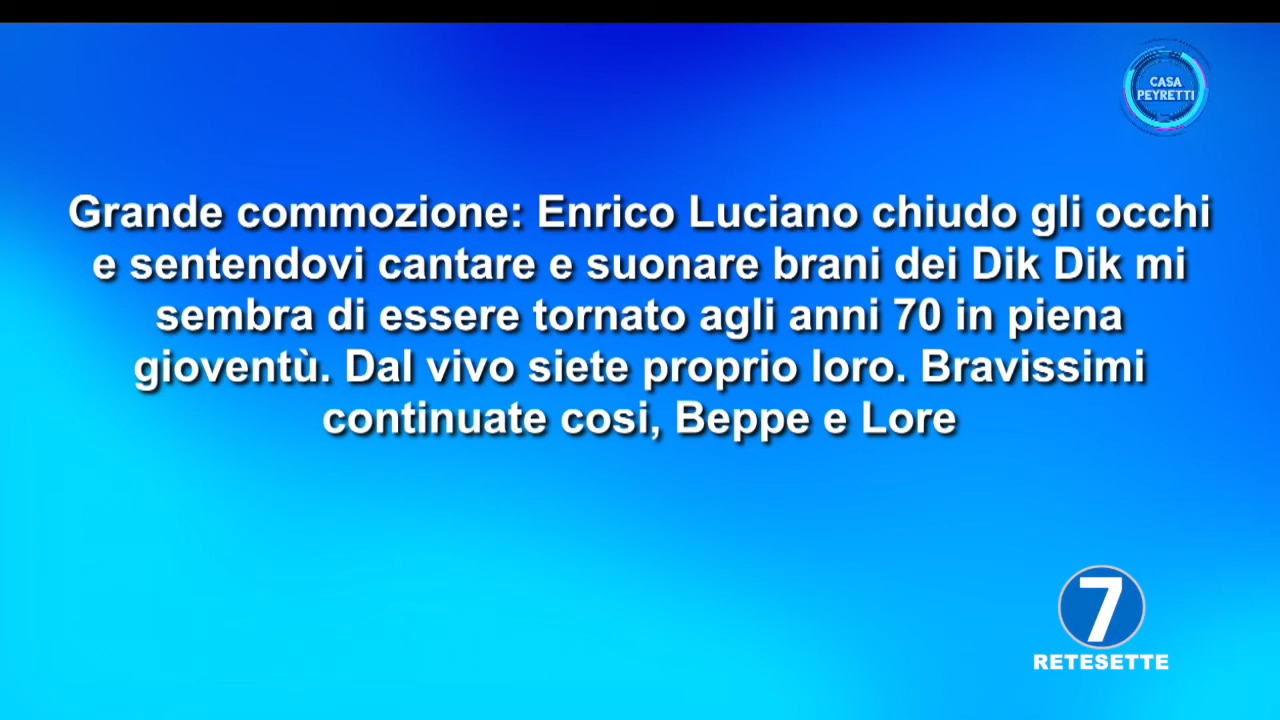 CASA
PEYRETTI
Grande commozione: Enrico Luciano chiudo gli occhi
e sentendovi cantare e suonare brani dei Dik Dik mi
sembra di essere tornato agli anni 70 in piena
gioventù. Dal vivo siete proprio loro. Bravissimi
continuate cosi, Beppe e Lore
7
RETESETTE